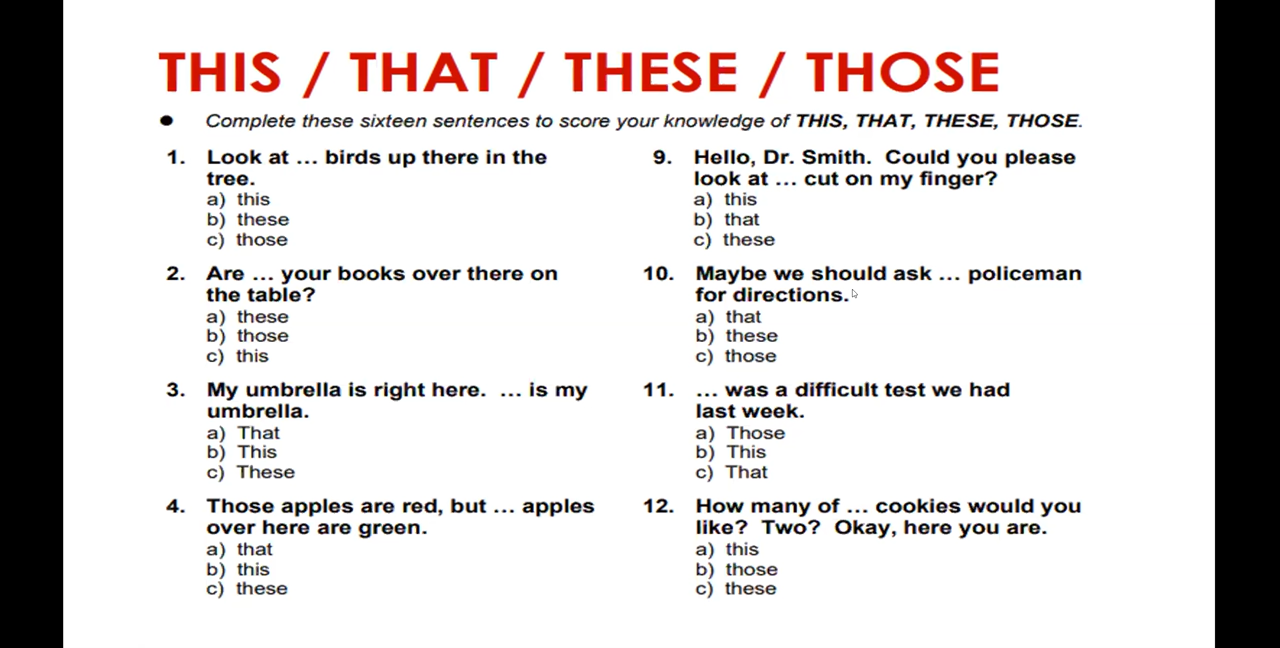 THIS / THAT / THESE / THOSE
● Complete these sixteen sentences to score your knowledge of THIS, THAT, THESE, THOSE.
1. Look at … birds up there in the
tree.
a) this
b) these
c) those
2. Are … your books over there on
the table?
a) these
b) those
c) this
3. My umbrella is right here. … is my
umbrella.
a) That
b) This
c) These
4. Those apples are red, but … apples
over here are green.
a) that
b) this
c) these
9. Hello, Dr. Smith. Could you please
look at … cut on my finger?
a) this
b) that
c) these
10. Maybe we should ask … policeman
for directions.
a) that
b) these
c) those
11. … was a difficult test we had
last week.
a) Those
b) This
c) That
12. How many of … cookies would you
like? Two? Okay, here you are.
a) this
b) those
c) these